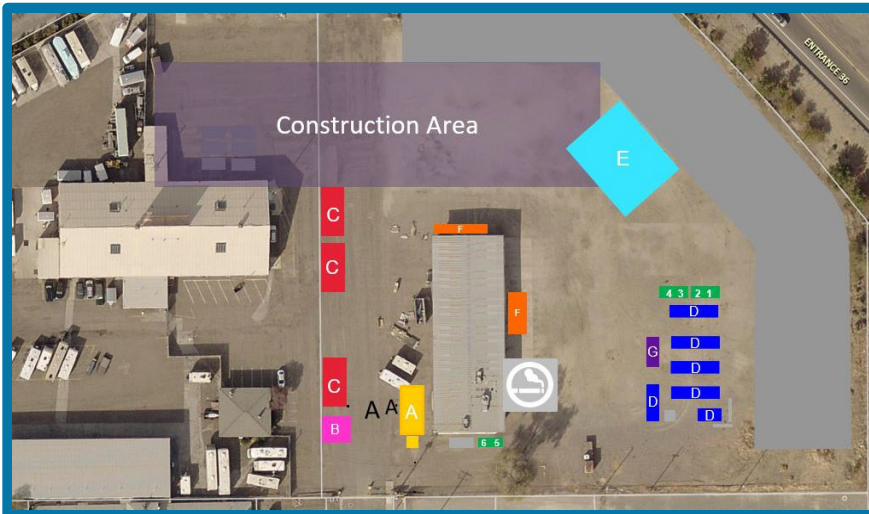 ENTRANCE 36
Construction Area
E
C
F
C
4 3 2 1
D
F
D
G
D
C
D
A A A
D
D
B
6 5